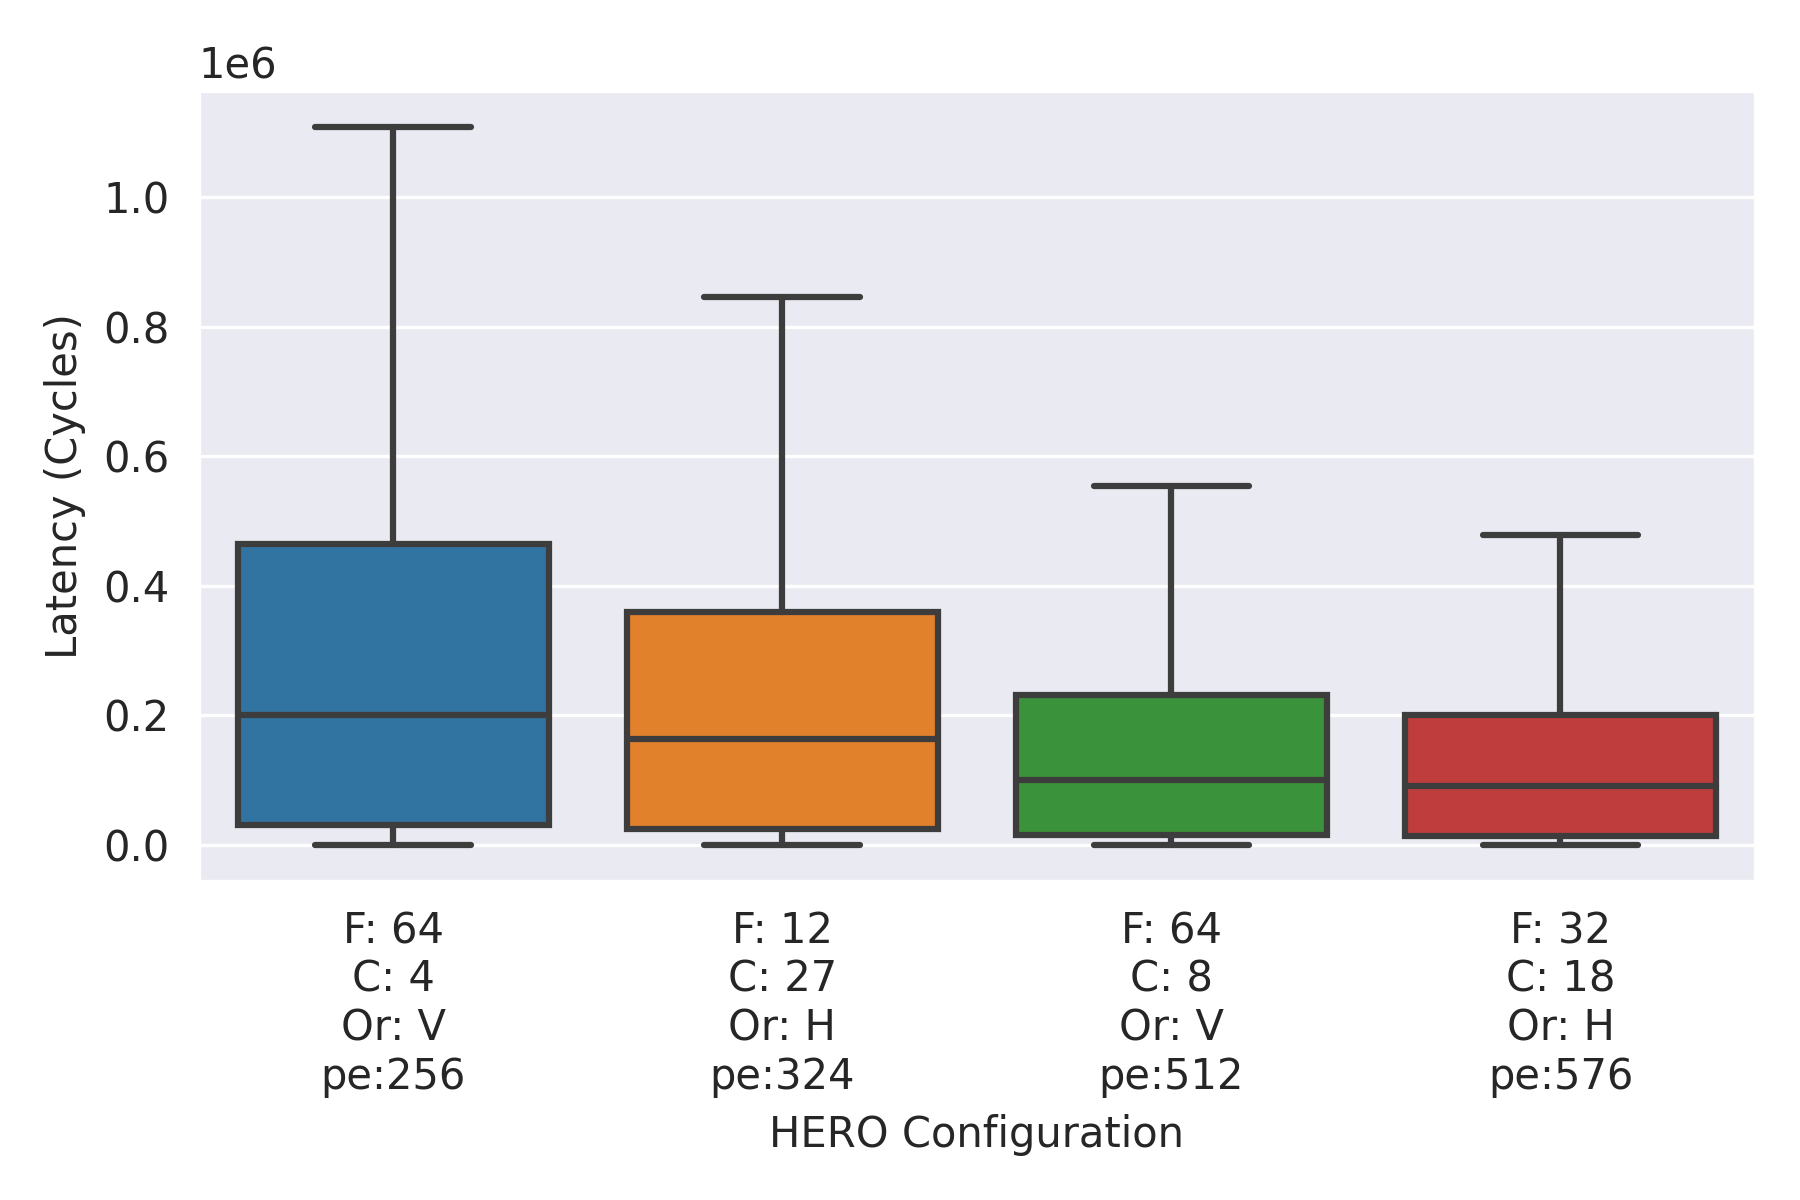 1e6
1.0
0.8
0.6
0.4
0.2
0.0
Latency (Cycles)
F: 64
C: 4
Or: V
pe:256
F: 12
C: 27
Or: H
pe:324
F: 64
C: 8
Or: V
pe:512
F: 32
C: 18
Or: H
pe:576
HERO Configuration